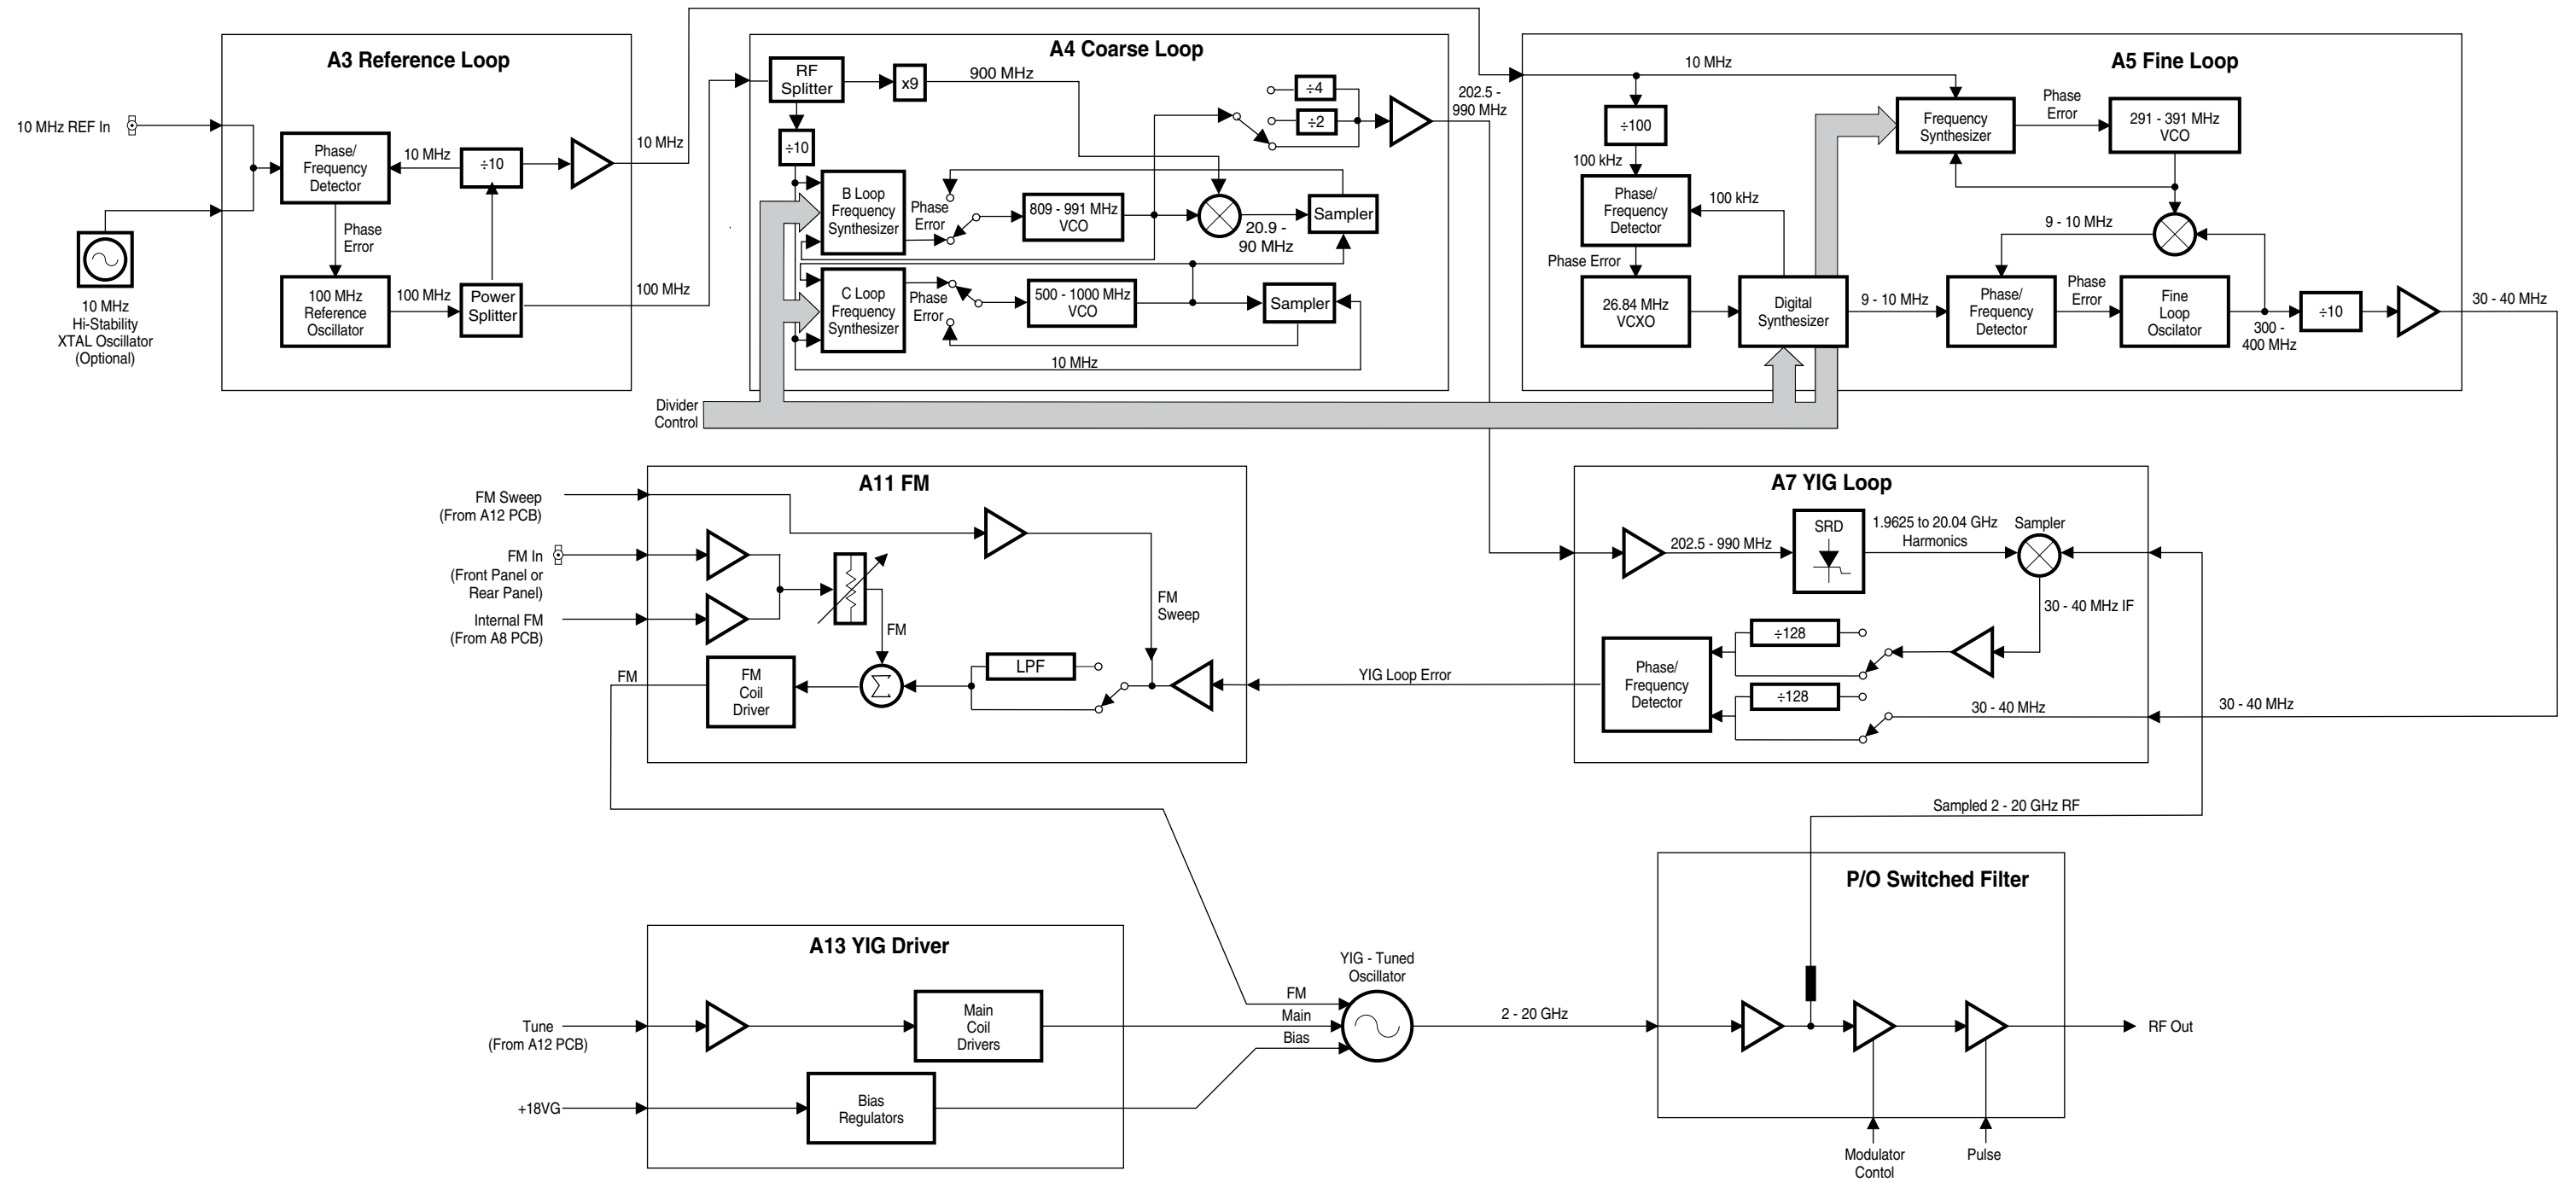 A3 Reference Loop
10 MHz REF In
Phase/
Frequency
Detector
10 MHz
÷10
10 MHz
Phase
Error
100 MHz
Reference
Oscillator
100 MHz
Power
Splitter
100 MHz
10 MHz
Hi-Stability
XTAL Oscillator
(Optional)
A4 Coarse Loop
RF
Splitter
x9
900 MHz
÷10
÷4
÷2
202.5 -
990 MHz
B Loop
Frequency
Synthesizer
Phase
Error
809 - 991 MHz
VCO
20.9 -
90 MHz
Sampler
C Loop
Frequency
Synthesizer
Phase
Error
500 - 1000 MHz
VCO
Sampler
10 MHz
Divider
Control
A5 Fine Loop
10 MHz
÷100
100 kHz
Phase/
Frequency
Detector
100 kHz
Phase Error
26.84 MHz
VCXO
Digital
Synthesizer
Frequency
Synthesizer
Phase
Error
291 - 391 MHz
VCO
9 - 10 MHz
9 - 10 MHz
Phase/
Frequency
Detector
Phase
Error
Fine
Loop
Oscilator
300 -
400 MHz
÷10
30 - 40 MHz
A11 FM
FM Sweep
(From A12 PCB)
FM In
(Front Panel or
Rear Panel)
Internal FM
(From A8 PCB)
FM
FM
Sweep
FM
FM
Coil
Driver
Σ
LPF
YIG Loop Error
A7 YIG Loop
202.5 - 990 MHz
SRD
1.9625 to 20.04 GHz
Harmonics
Sampler
30 - 40 MHz IF
÷128
Phase/
Frequency
Detector
÷128
30 - 40 MHz
30 - 40 MHz
Sampled 2 - 20 GHz RF
P/O Switched Filter
A13 YIG Driver
Tune
(From A12 PCB)
Main
Coil
Drivers
+18VG
Bias
Regulators
YIG - Tuned
Oscillator
FM
Main
Bias
2 - 20 GHz
RF Out
Modulator
Contol
Pulse